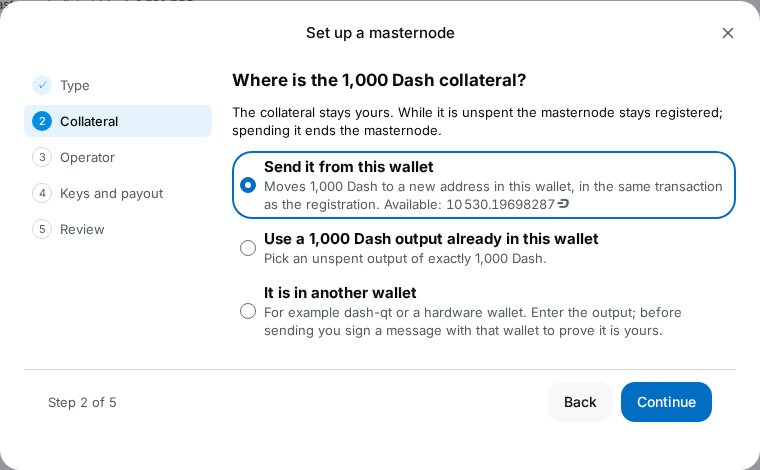 Set up a masternode
✓ Type
2 Collateral
3 Operator
4 Keys and payout
5 Review
Where is the 1,000 Dash collateral?
The collateral stays yours. While it is unspent the masternode stays registered;
spending it ends the masternode.
Send it from this wallet
Moves 1,000 Dash to a new address in this wallet, in the same transaction
as the registration. Available: 10 530.19698287
Use a 1,000 Dash output already in this wallet
Pick an unspent output of exactly 1,000 Dash.
It is in another wallet
For example dash-qt or a hardware wallet. Enter the output; before
sending you sign a message with that wallet to prove it is yours.
Step 2 of 5
Back
Continue